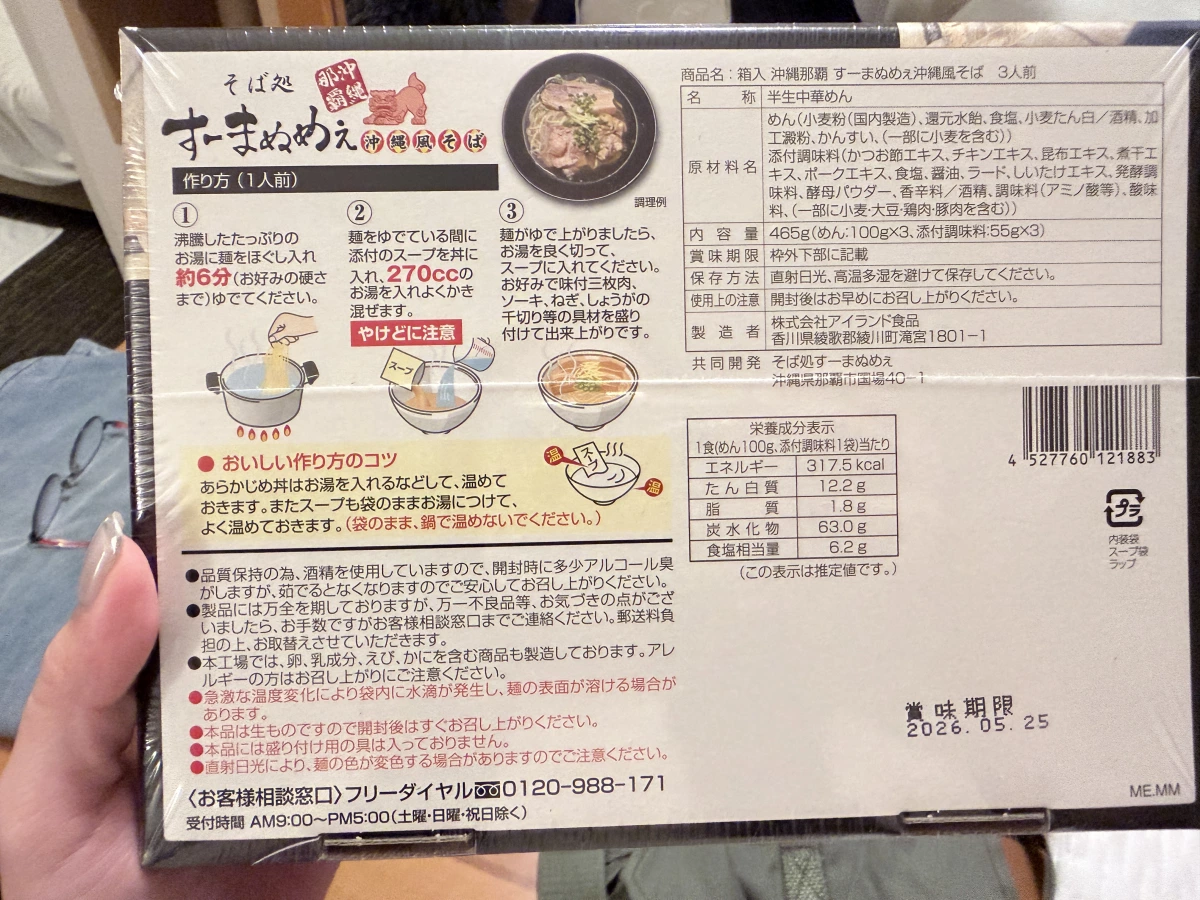 そば処
沖縄
那覇
すーまぬめぇ沖縄風そば
作り方(1人前)
①
沸騰したたっぷりの
お湯に麺をほぐし入れ
約6分(お好みの硬さ
まで)ゆでてください。
②
麺をゆでている間に
添付のスープを丼に
入れ、270ccの
お湯を入れよくかき
混ぜます。
やけどに注意
スープ
③
麺がゆで上がりましたら、
お湯を良く切って、
スープに入れてください。
お好みで味付三枚肉、
ソーキ、ねぎ、しょうがの
千切り等の具材を盛り
付けて出来上がりです。
調理例
●おいしい作り方のコツ
あらかじめ丼はお湯を入れるなどして、温めて
おきます。またスープも袋のままお湯につけて、
よく温めておきます。(袋のまま、鍋で温めないでください。)
温
スープ
温
●品質保持の為、酒精を使用していますので、開封時に多少アルコール臭
がしますが、茹でるとなくなりますのでご安心してお召し上がりください。
●製品には万全を期しておりますが、万一不良品等、お気づきの点がござ
いましたら、お手数ですがお客様相談窓口までご連絡ください。郵送料負
担の上、お取替えさせていただきます。
●本工場では、卵、乳成分、えび、かにを含む商品も製造しております。アレ
ルギーの方はお召し上がりにご注意ください。
●急激な温度変化により袋内に水滴が発生し、麺の表面が溶ける場合が
あります。
●本品は生ものですので開封後はすぐお召し上がりください。
●本品には盛り付け用の具は入っておりません。
●直射日光により、麺の色が変色する場合がありますのでご注意ください。
〈お客様相談窓口〉フリーダイヤル0120-988-171
受付時間 AM9:00〜PM5:00(土曜・日曜・祝日除く)
商品名:箱入 沖縄那覇 すーまぬめぇ沖縄風そば 3人前
名称 半生中華めん
原材料名 めん(小麦粉(国内製造)、還元水飴、食塩、小麦たん白/酒精、加
工澱粉、かんすい、(一部に小麦を含む))
添付調味料(かつお節エキス、チキンエキス、昆布エキス、煮干エ
キス、ポークエキス、食塩、醤油、ラード、しいたけエキス、発酵調
味料、酵母パウダー、香辛料/酒精、調味料(アミノ酸等)、酸味
料、(一部に小麦・大豆・鶏肉・豚肉を含む))
内容量 465g(めん:100g×3、添付調味料:55g×3)
賞味期限 枠外下部に記載
保存方法 直射日光、高温多湿を避けて保存してください。
使用上の注意 開封後はお早めにお召し上がりください。
製造者 株式会社アイランド食品
香川県綾歌郡綾川町滝宮1801-1
共同開発 そば処すーまぬめぇ
沖縄県那覇市国場40-1
栄養成分表示
1食(めん100g、添付調味料1袋)当たり
エネルギー 317.5kcal
たん白質 12.2g
脂質 1.8g
炭水化物 63.0g
食塩相当量 6.2g
(この表示は推定値です。)
4 527760 121883
プラ
内装袋
スープ袋
ラップ
賞味期限
2026.05.25
ME.MM